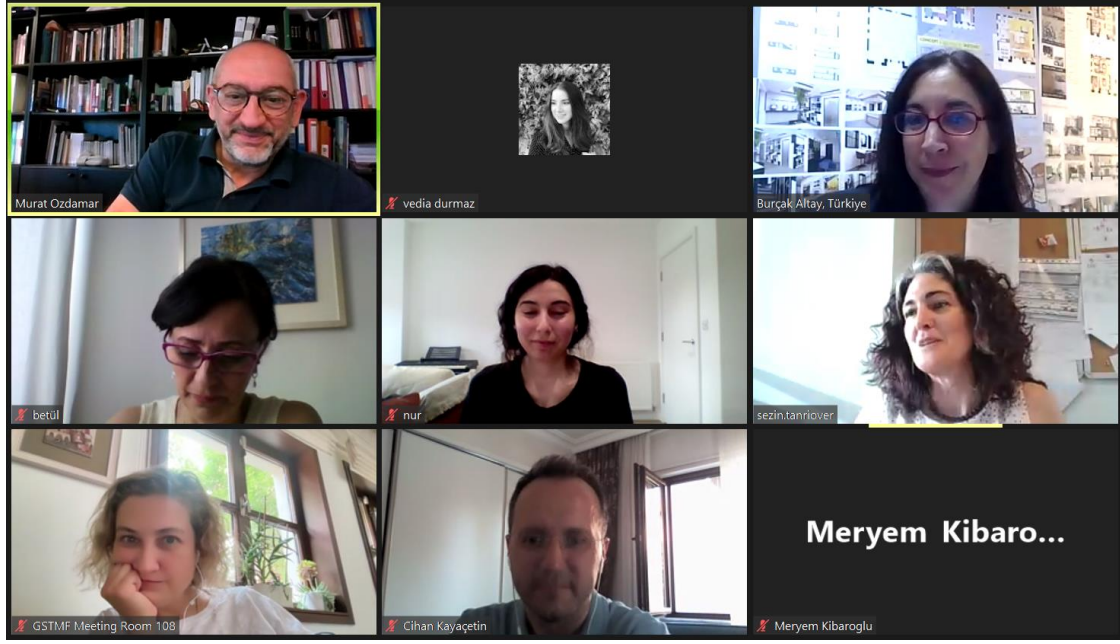 Murat Ozdamar
vedia durmaz
Burçak Altay, Türkiye
betül
nur
sezin.tanriover
GSTMF Meeting Room 108
Cihan Kayaçetin
Meryem Kibaro...
Meryem Kibaroglu